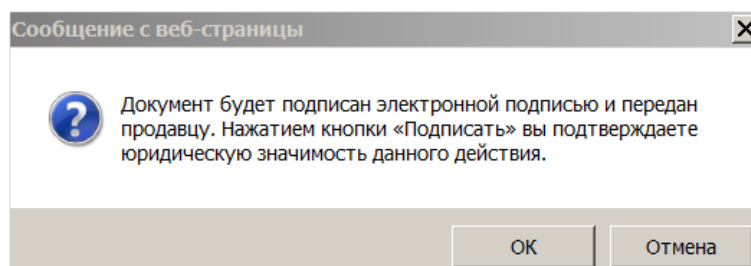 Сообщение с веб-страницы
Документ будет подписан электронной подписью и передан
продавцу. Нажатием кнопки «Подписать» вы подтверждаете
юридическую значимость данного действия.
ОК
Отмена